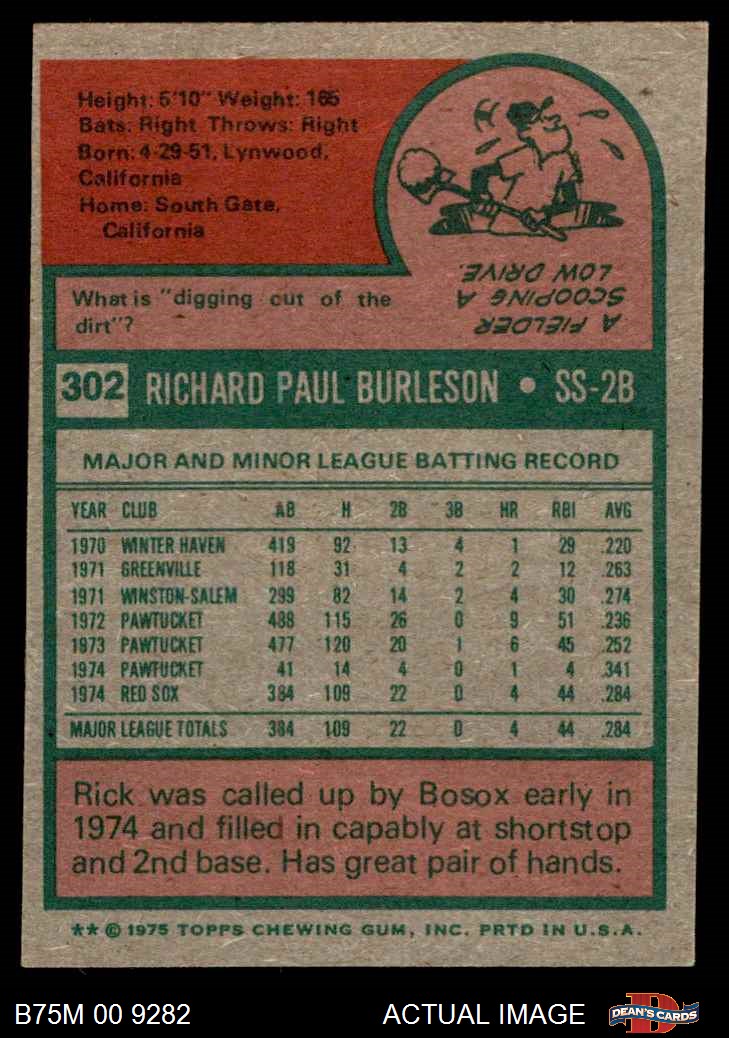 Height: 5'10" Weight: 165
Bats: Right Throws: Right
Born: 4-29-51, Lynwood,
California
Home: South Gate,
California
What is "digging out of the
dirt"?
A FIELDER
SCOOPING A
LOW DRIVE.
302 RICHARD PAUL BURLESON • SS-2B
MAJOR AND MINOR LEAGUE BATTING RECORD
YEAR CLUB AB H 2B 3B HR RBI AVG
1970 WINTER HAVEN 419 92 13 4 1 29 .220
1971 GREENVILLE 118 31 4 2 2 12 .263
1971 WINSTON-SALEM 299 82 14 2 4 30 .274
1972 PAWTUCKET 488 115 26 0 9 51 .236
1973 PAWTUCKET 477 120 20 1 6 45 .252
1974 PAWTUCKET 41 14 4 0 1 4 .341
1974 RED SOX 384 109 22 0 4 44 .284
MAJOR LEAGUE TOTALS 384 109 22 0 4 44 .284
Rick was called up by Bosox early in
1974 and filled in capably at shortstop
and 2nd base. Has great pair of hands.
** © 1975 TOPPS CHEWING GUM, INC. PRTD IN U.S.A.
B75M 00 9282 ACTUAL IMAGE D DEAN'S CARDS